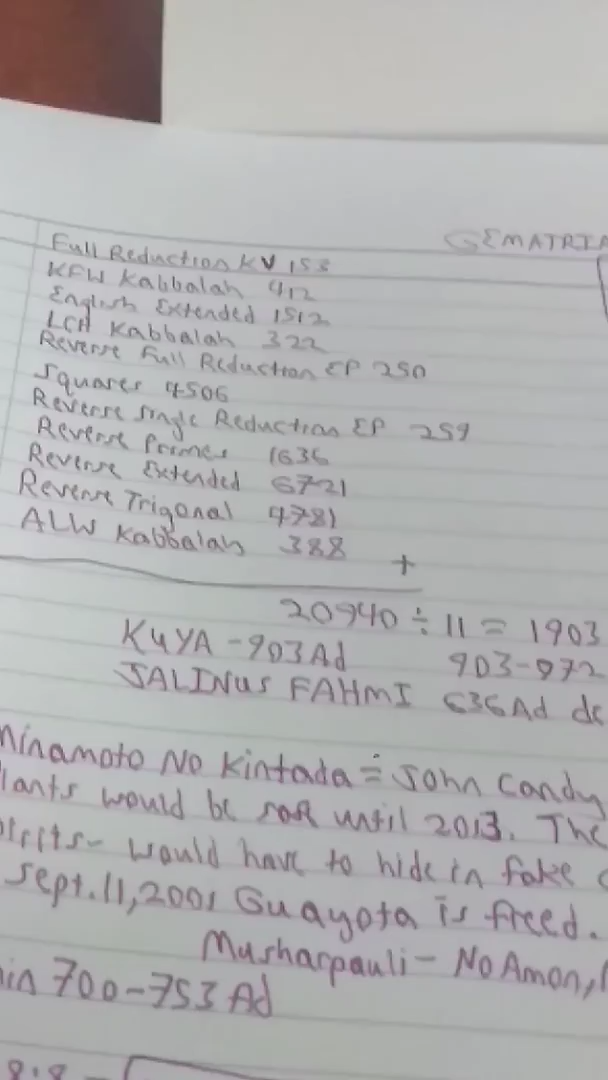 GEMATRIA
Full Reduction KV 153
KFW Kabbalah 412
English Extended 1512
LCH Kabbalah 322
Reverse Full Reduction EP 250
Squares 4506
Reverse Single Reduction EP 259
Reverse Primes 1636
Reverse Extended 6721
Reverse Trigonal 4781
ALW Kabbalah 388 +
20940 ÷ 11 = 1903
KUYA - 903 Ad 903-972
JALINUS FAHMI 636 Ad
Minamoto No Kintada = John Candy
would be until 2013. The
would have to hide in fake
Sept. 11, 2001 Guayota is freed.
Musharpauli - No Amon,
700-753 Ad